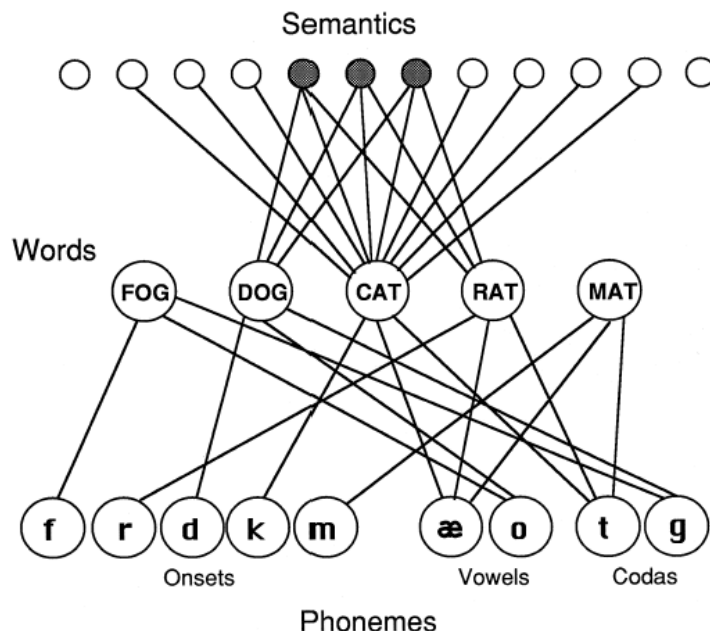 Semantics
Words
FOG DOG CAT RAT MAT
f r d k m æ o t g
Onsets Vowels Codas
Phonemes